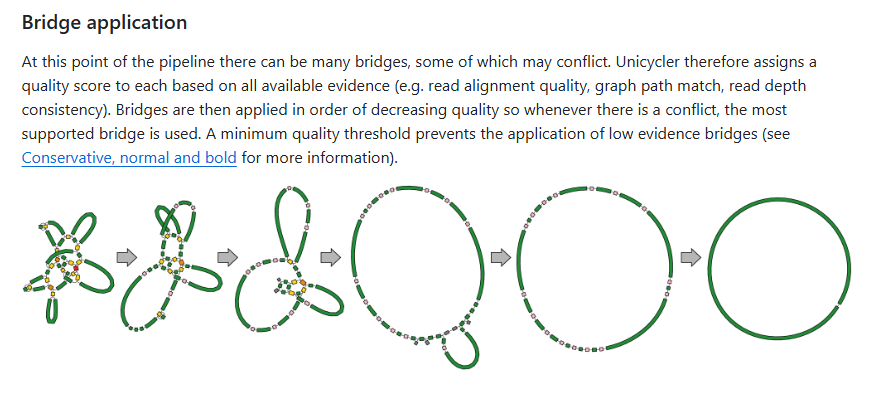 Bridge application
At this point of the pipeline there can be many bridges, some of which may conflict. Unicycler therefore assigns a
quality score to each based on all available evidence (e.g. read alignment quality, graph path match, read depth
consistency). Bridges are then applied in order of decreasing quality so whenever there is a conflict, the most
supported bridge is used. A minimum quality threshold prevents the application of low evidence bridges (see
Conservative, normal and bold for more information).